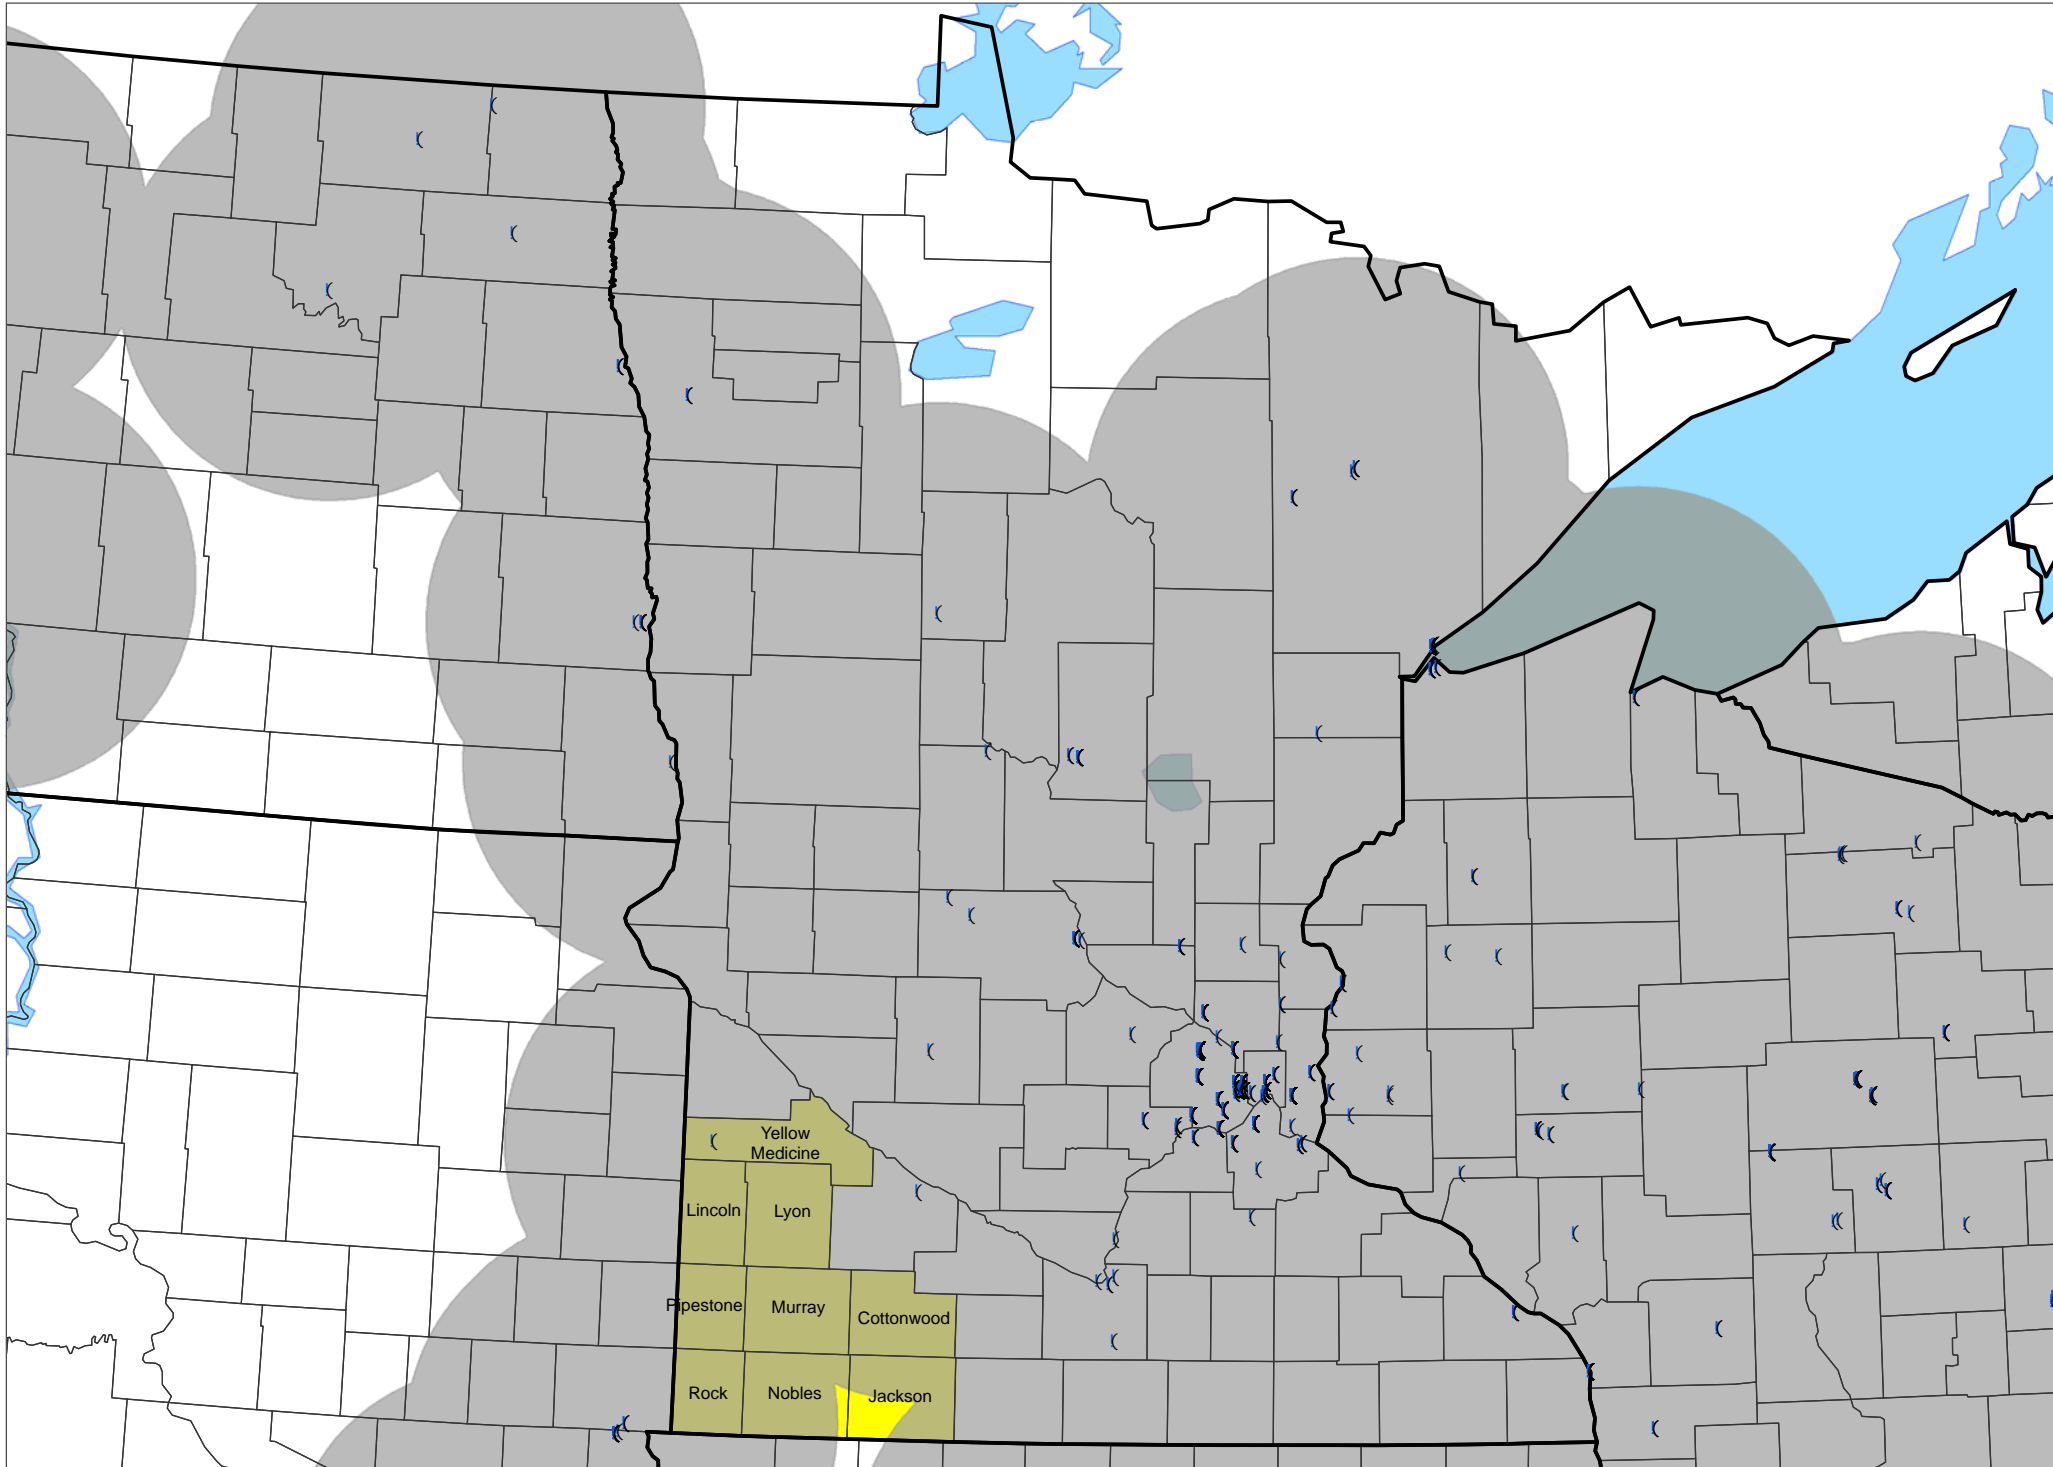 Yellow
Medicine
Lincoln
Lyon
Pipestone
Murray
Cottonwood
Rock
Nobles
Jackson